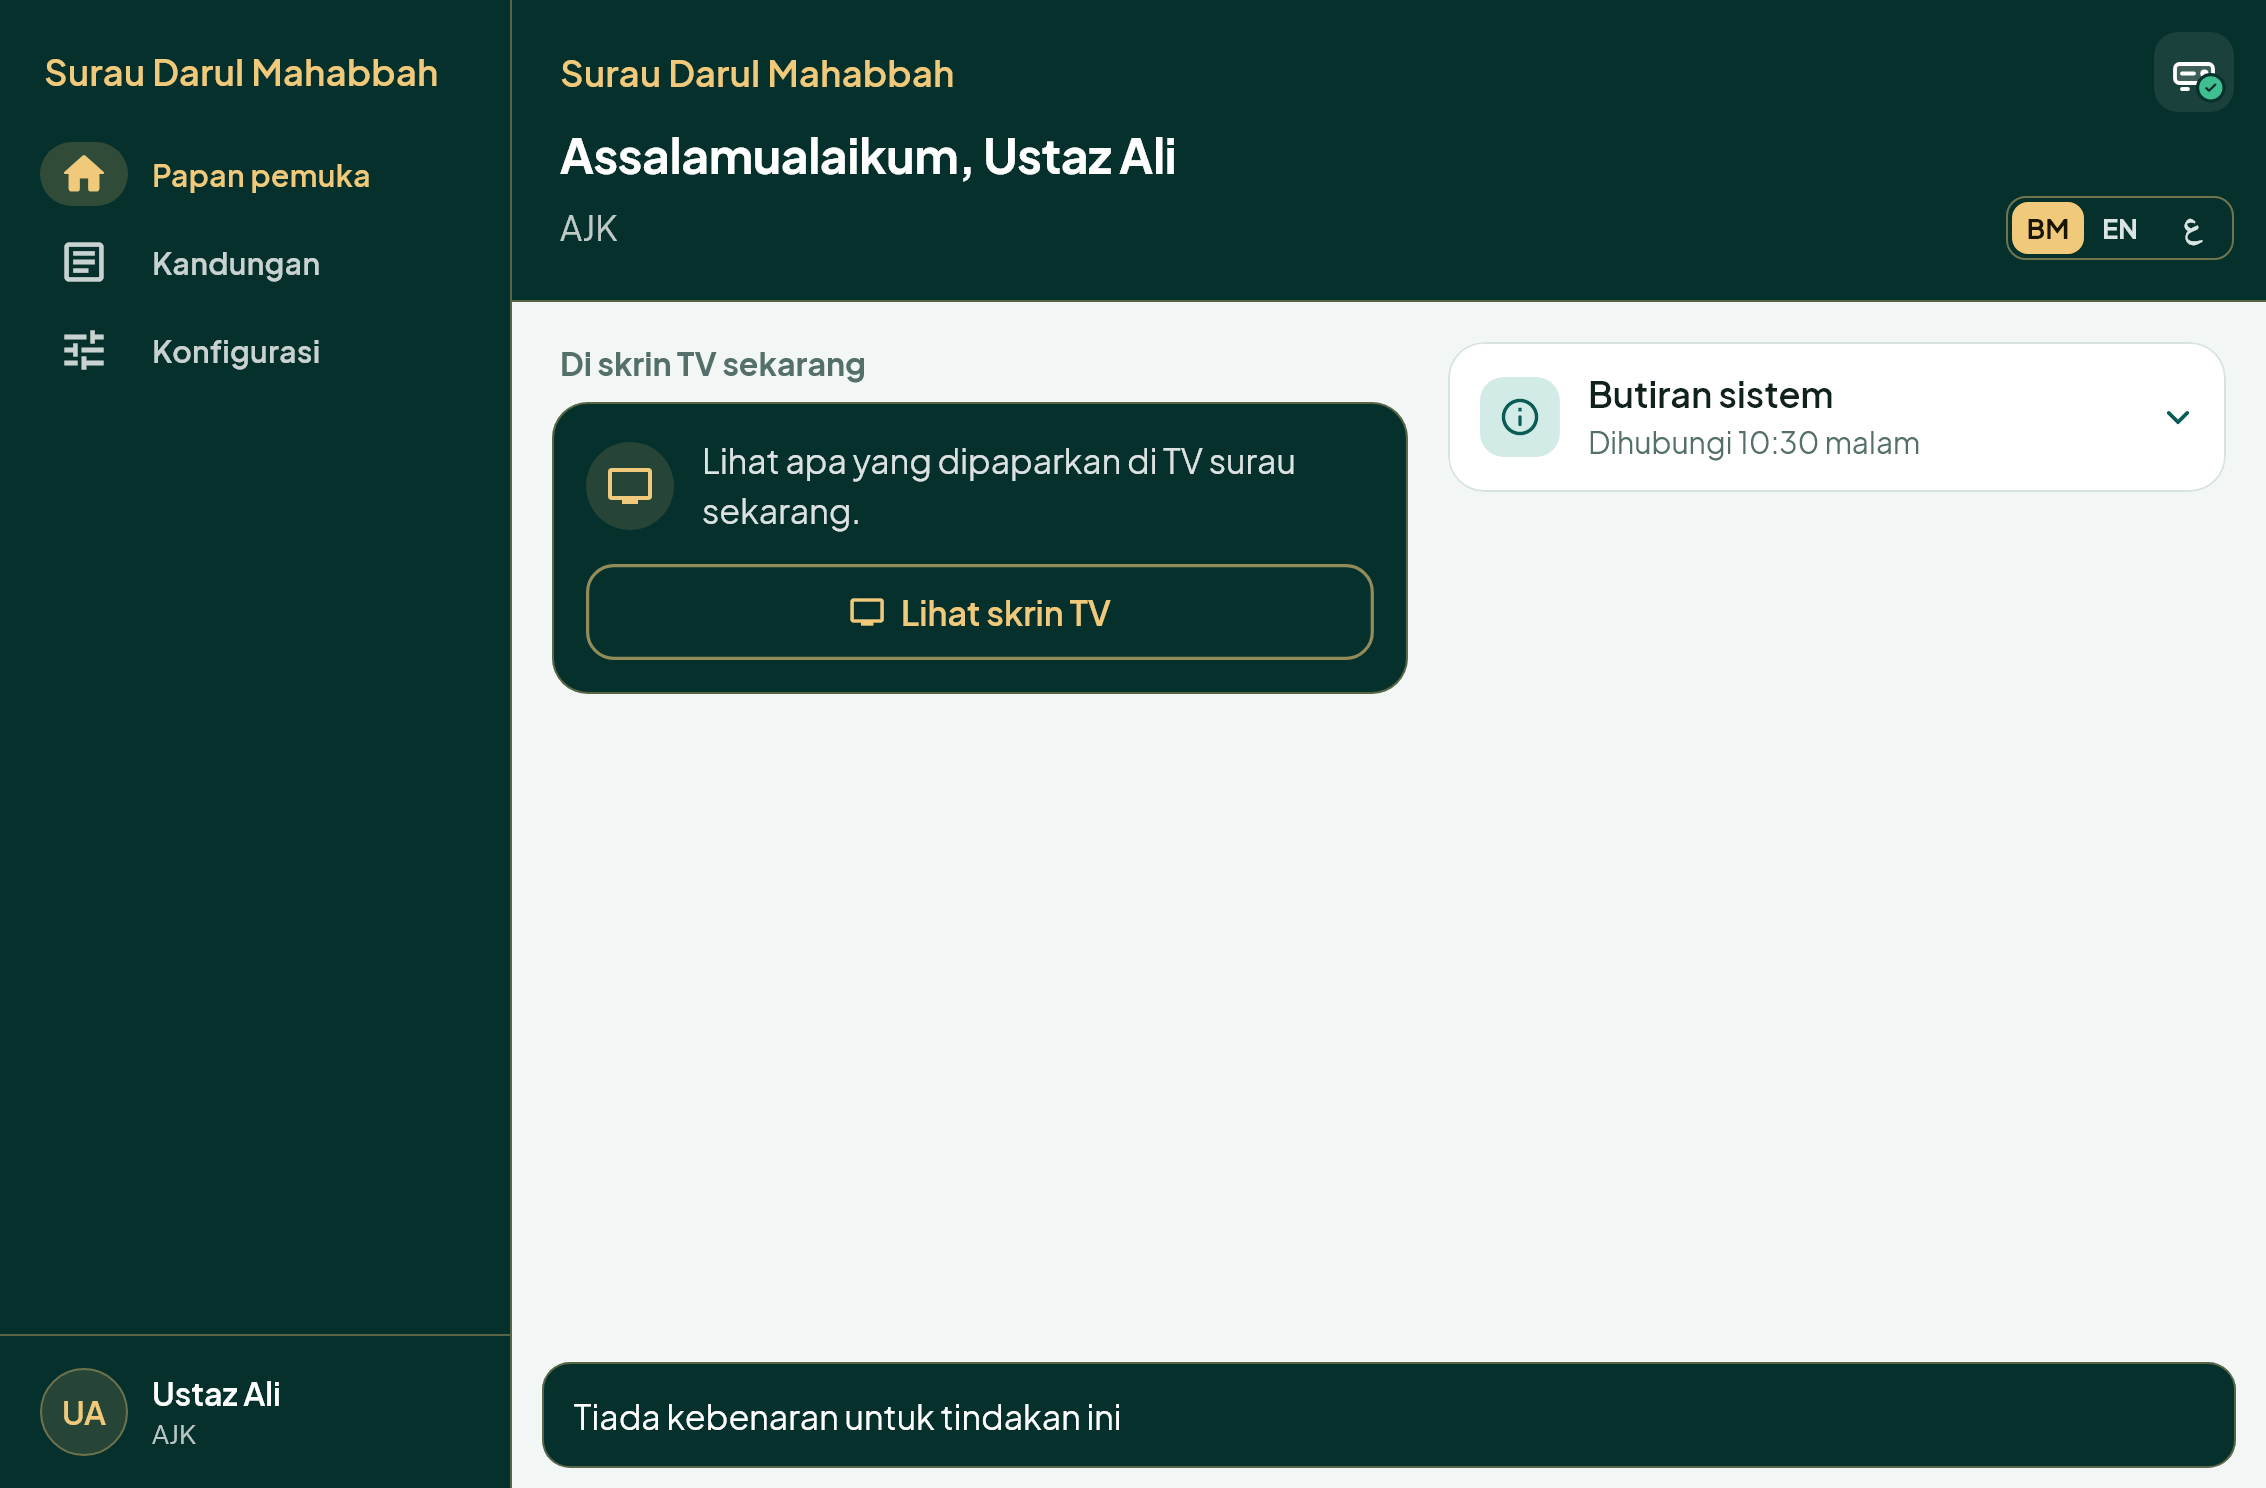 Surau Darul Mahabbah
Papan pemuka
Kandungan
Konfigurasi
UA
Ustaz Ali
AJK
Surau Darul Mahabbah
Assalamualaikum, Ustaz Ali
AJK
BM EN ع
Di skrin TV sekarang
Lihat apa yang dipaparkan di TV surau
sekarang.
Lihat skrin TV
Butiran sistem
Dihubungi 10:30 malam
Tiada kebenaran untuk tindakan ini